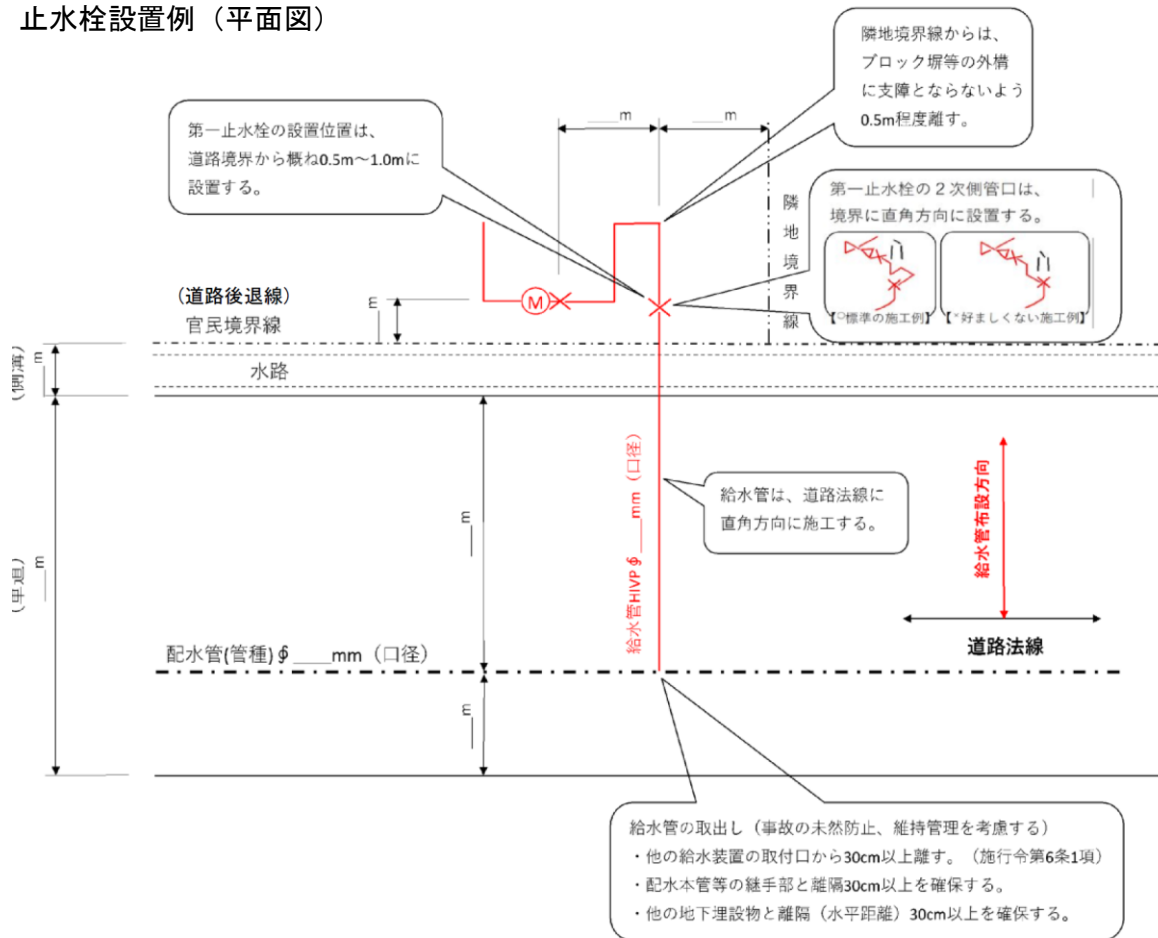 止水栓設置例（平面図）
隣地境界線からは、
ブロック塀等の外構
に支障とならないよう
0.5m程度離す。
第一止水栓の設置位置は、
道路境界から概ね0.5m～1.0mに
設置する。
___m
___m
第一止水栓の２次側管口は、
境界に直角方向に設置する。
【○標準の施工例】
【×好ましくない施工例】
隣地境界線
(道路後退線)
官民境界線
___m
M
(側溝)
___m
水路
(車道)
___m
___m
給水管HIVP∮____mm（口径）
給水管は、道路法線に
直角方向に施工する。
給水管布設方向
道路法線
配水管(管種)∮____mm（口径）
___m
給水管の取出し（事故の未然防止、維持管理を考慮する）
・他の給水装置の取付口から30cm以上離す。（施行令第6条1項）
・配水本管等の継手部と離隔30cm以上を確保する。
・他の地下埋設物と離隔（水平距離）30cm以上を確保する。